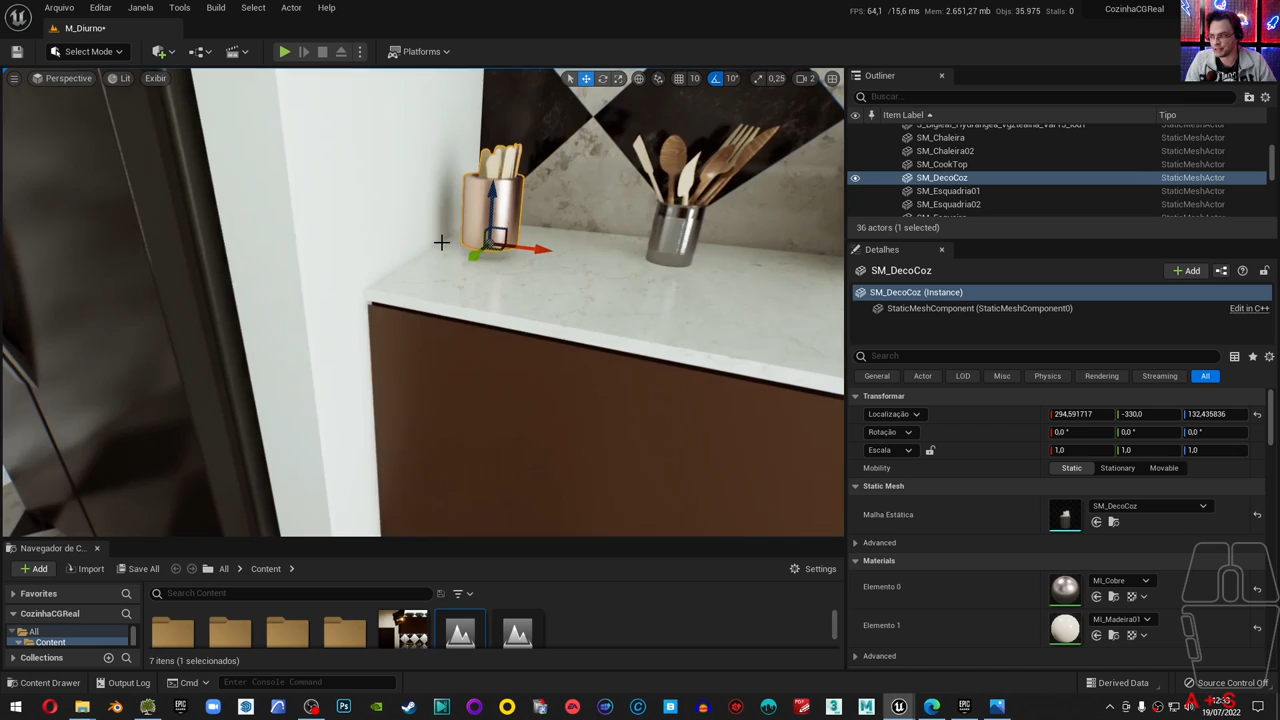 Arquivo Editar Janela Tools Build Select Actor Help
FPS: 64,1 / 15,6 ms Mem: 2.651,27 mb Objs: 35.975 Stalls: 0 CozinhaCGReal
M_Diurno•
Select Mode Platforms
Perspective Lit Exibir 10 10° 0,25 2
Outliner
Buscar...
Item Label Tipo
SM_Chaleira StaticMeshActor
SM_Chaleira02 StaticMeshActor
SM_CookTop StaticMeshActor
SM_DecoCoz StaticMeshActor
SM_Esquadria01 StaticMeshActor
SM_Esquadria02 StaticMeshActor
36 actors (1 selected)
Detalhes
SM_DecoCoz Add
SM_DecoCoz (Instance)
StaticMeshComponent (StaticMeshComponent0) Edit in C++
Search
General Actor LOD Misc Physics Rendering Streaming All
Transformar
Localização 294,591717 -330,0 132,435836
Rotação 0,0 ° 0,0 ° 0,0 °
Escala 1,0 1,0 1,0
Mobility Static Stationary Movable
Static Mesh
Malha Estática SM_DecoCoz
Advanced
Materials
Elemento 0 MI_Cobre
Elemento 1 MI_Madeira01
Advanced
Navegador de C...
Add Import Save All All Content Settings
Favorites Search Content
CozinhaCGReal
All
Content
Collections 7 itens (1 selecionados)
Content Drawer Output Log Cmd Enter Console Command Derived Data Source Control Off
A+S
19/07/2022